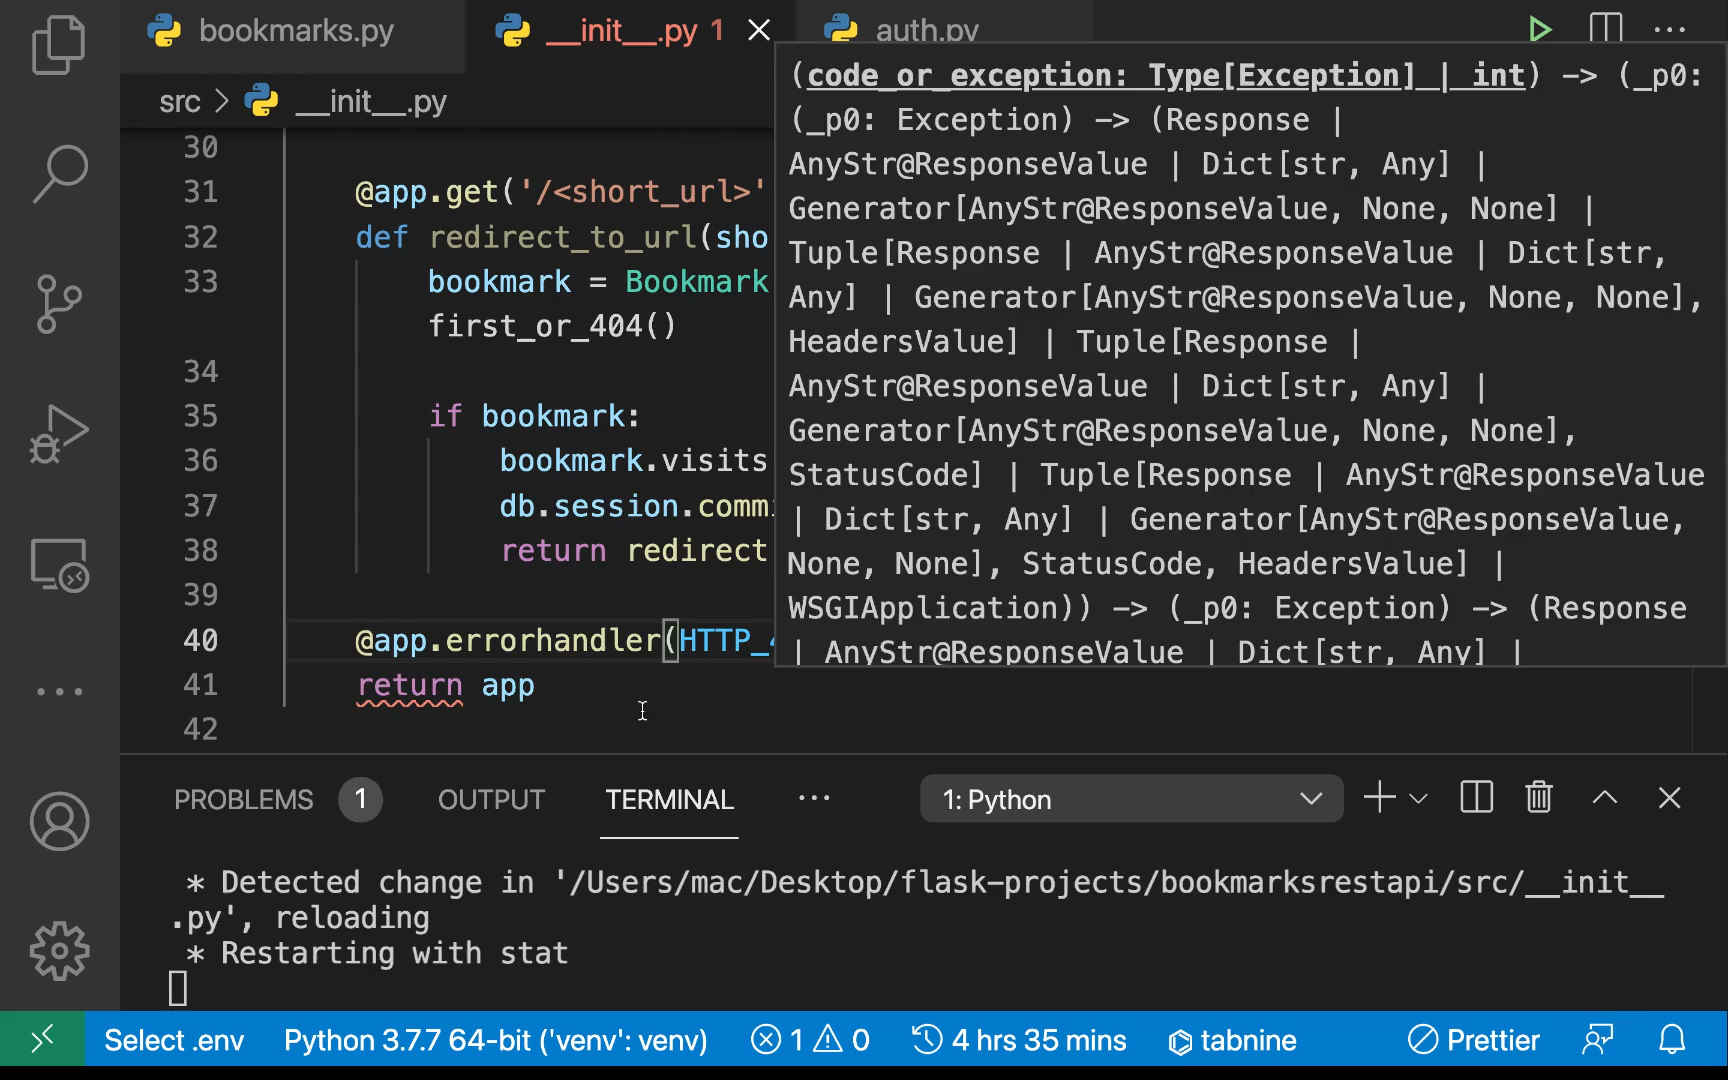 bookmarks.py
__init__.py 1
auth.py
src > __init__.py
(code_or_exception: Type[Exception] | int) -> (_p0:
(_p0: Exception) -> (Response |
AnyStr@ResponseValue | Dict[str, Any] |
Generator[AnyStr@ResponseValue, None, None] |
Tuple[Response | AnyStr@ResponseValue | Dict[str,
Any] | Generator[AnyStr@ResponseValue, None, None],
HeadersValue] | Tuple[Response |
AnyStr@ResponseValue | Dict[str, Any] |
Generator[AnyStr@ResponseValue, None, None],
StatusCode] | Tuple[Response | AnyStr@ResponseValue
| Dict[str, Any] | Generator[AnyStr@ResponseValue,
None, None], StatusCode, HeadersValue] |
WSGIApplication)) -> (_p0: Exception) -> (Response
| AnyStr@ResponseValue | Dict[str, Any] |
30
31 @app.get('/<short_url>'
32 def redirect_to_url(sho
33 bookmark = Bookmark
first_or_404()
34
35 if bookmark:
36 bookmark.visits
37 db.session.commi
38 return redirect
39
40 @app.errorhandler(HTTP_4
41 return app
42
PROBLEMS 1 OUTPUT TERMINAL ··· 1: Python
* Detected change in '/Users/mac/Desktop/flask-projects/bookmarksrestapi/src/__init__
.py', reloading
* Restarting with stat
Select .env Python 3.7.7 64-bit ('venv': venv) 1 0 4 hrs 35 mins tabnine Prettier